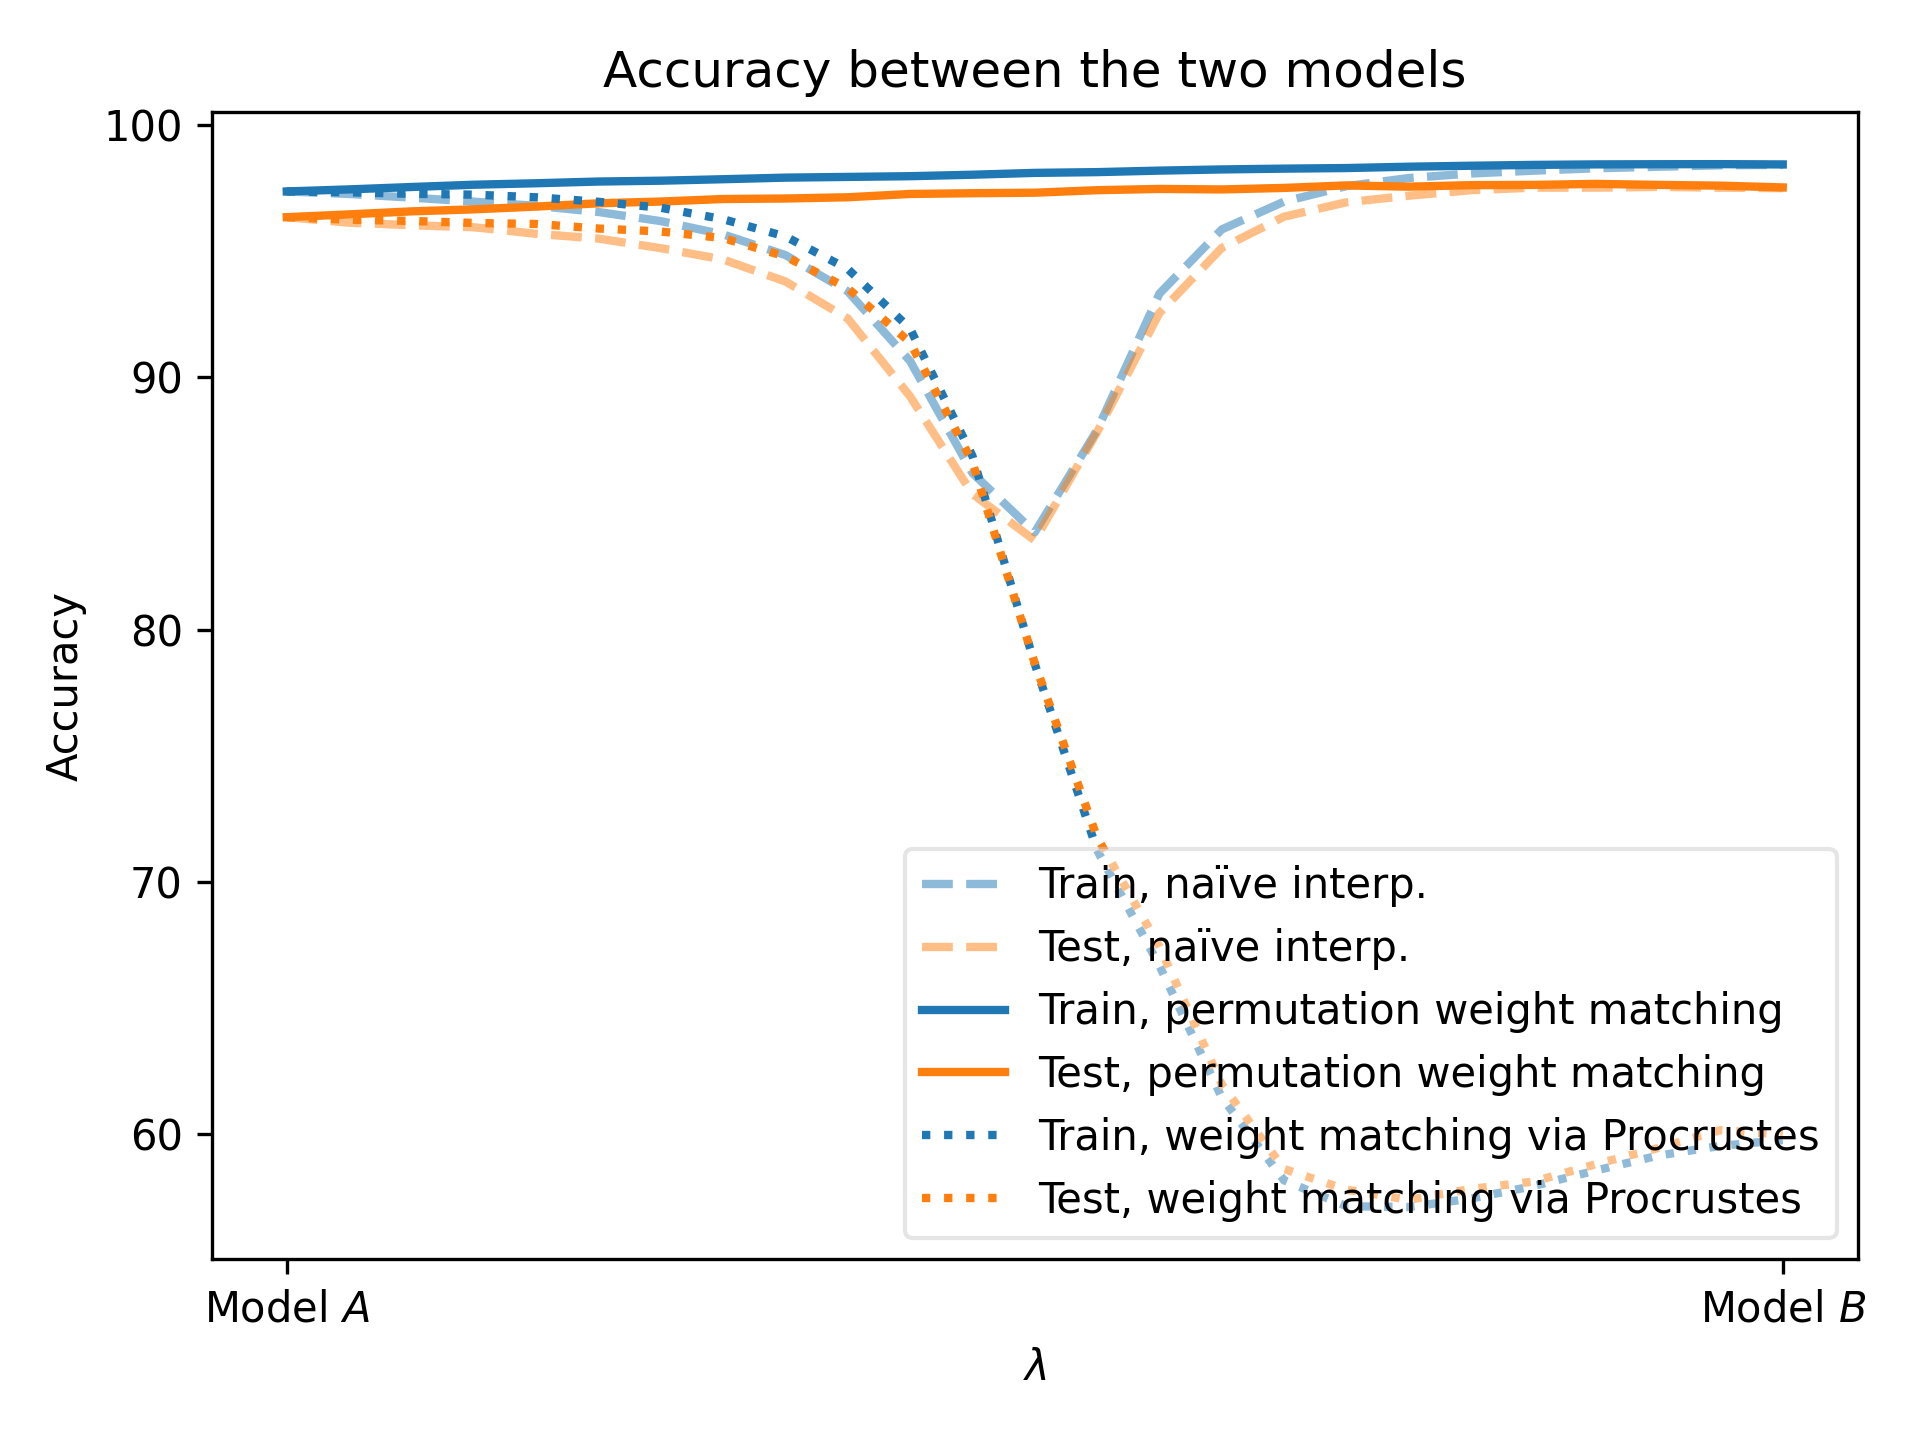 Accuracy between the two models
100
90
80
70
60
Accuracy
Train, naïve interp.
Test, naïve interp.
Train, permutation weight matching
Test, permutation weight matching
Train, weight matching via Procrustes
Test, weight matching via Procrustes
Model A
Model B
λ